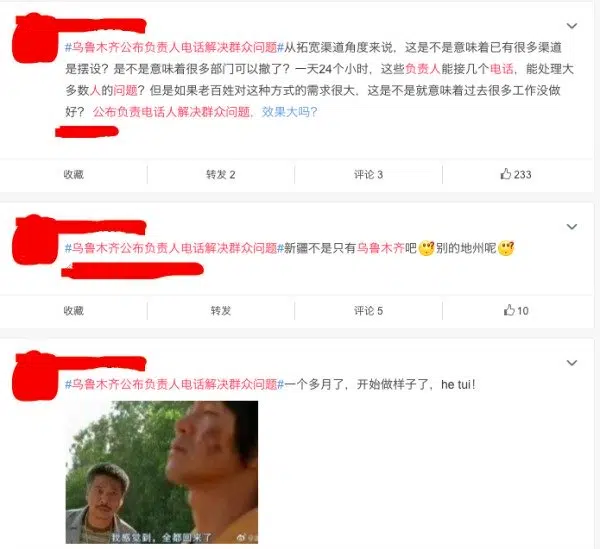 #乌鲁木齐公布负责人电话解决群众问题#从拓宽渠道角度来说，这是不是意味着已有很多渠道
是摆设？是不是意味着很多部门可以撤了？一天24个小时，这些负责人能接几个电话，能处理大
多数人的问题？但是如果老百姓对这种方式的需求很大，这是不是就意味着过去很多工作没做
好？ 公布负责电话人解决群众问题，效果大吗？
收藏
转发 2
评论 3
233
#乌鲁木齐公布负责人电话解决群众问题#新疆不是只有乌鲁木齐吧别的地州呢
收藏
转发
评论 5
10
#乌鲁木齐公布负责人电话解决群众问题#一个多月了，开始做样子了，he tui！
我感觉到，全都回来了